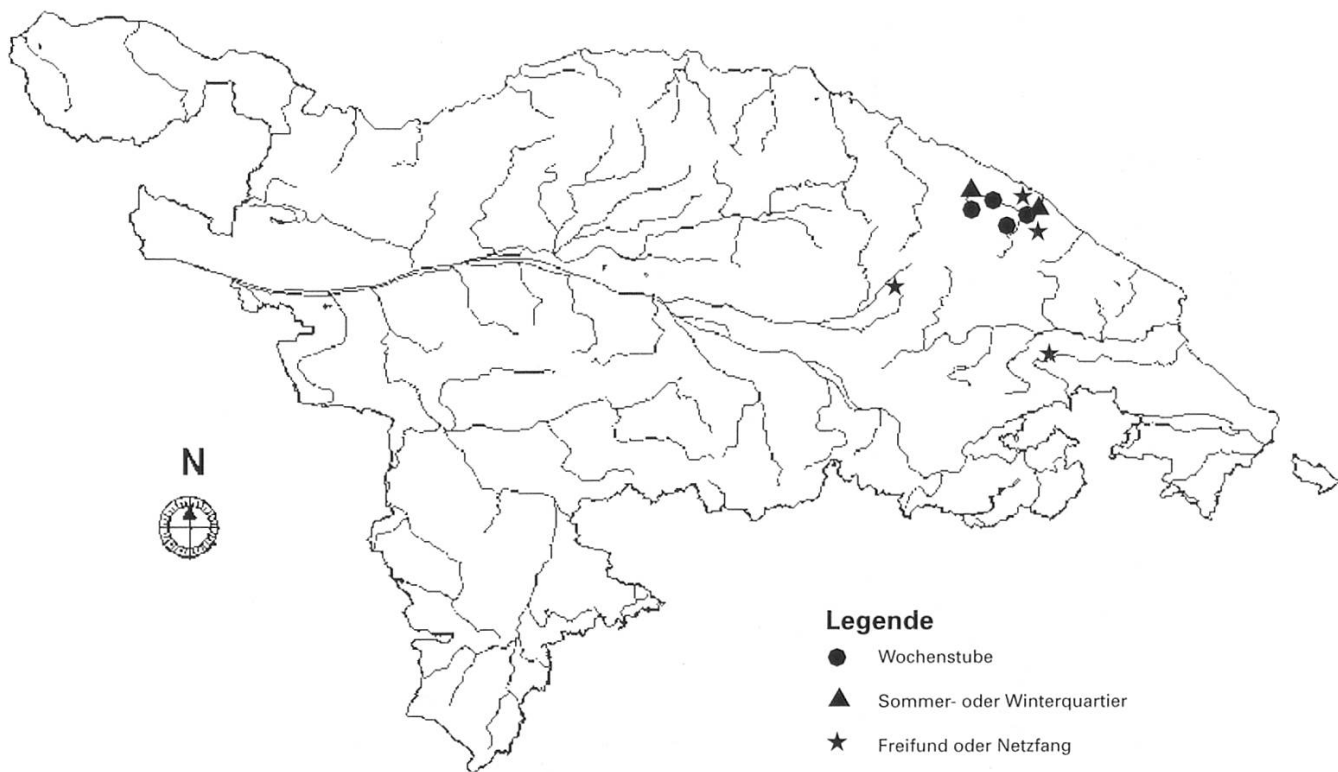 N
Legende
Wochenstube
Sommer- oder Winterquartier
Freifund oder Netzfang